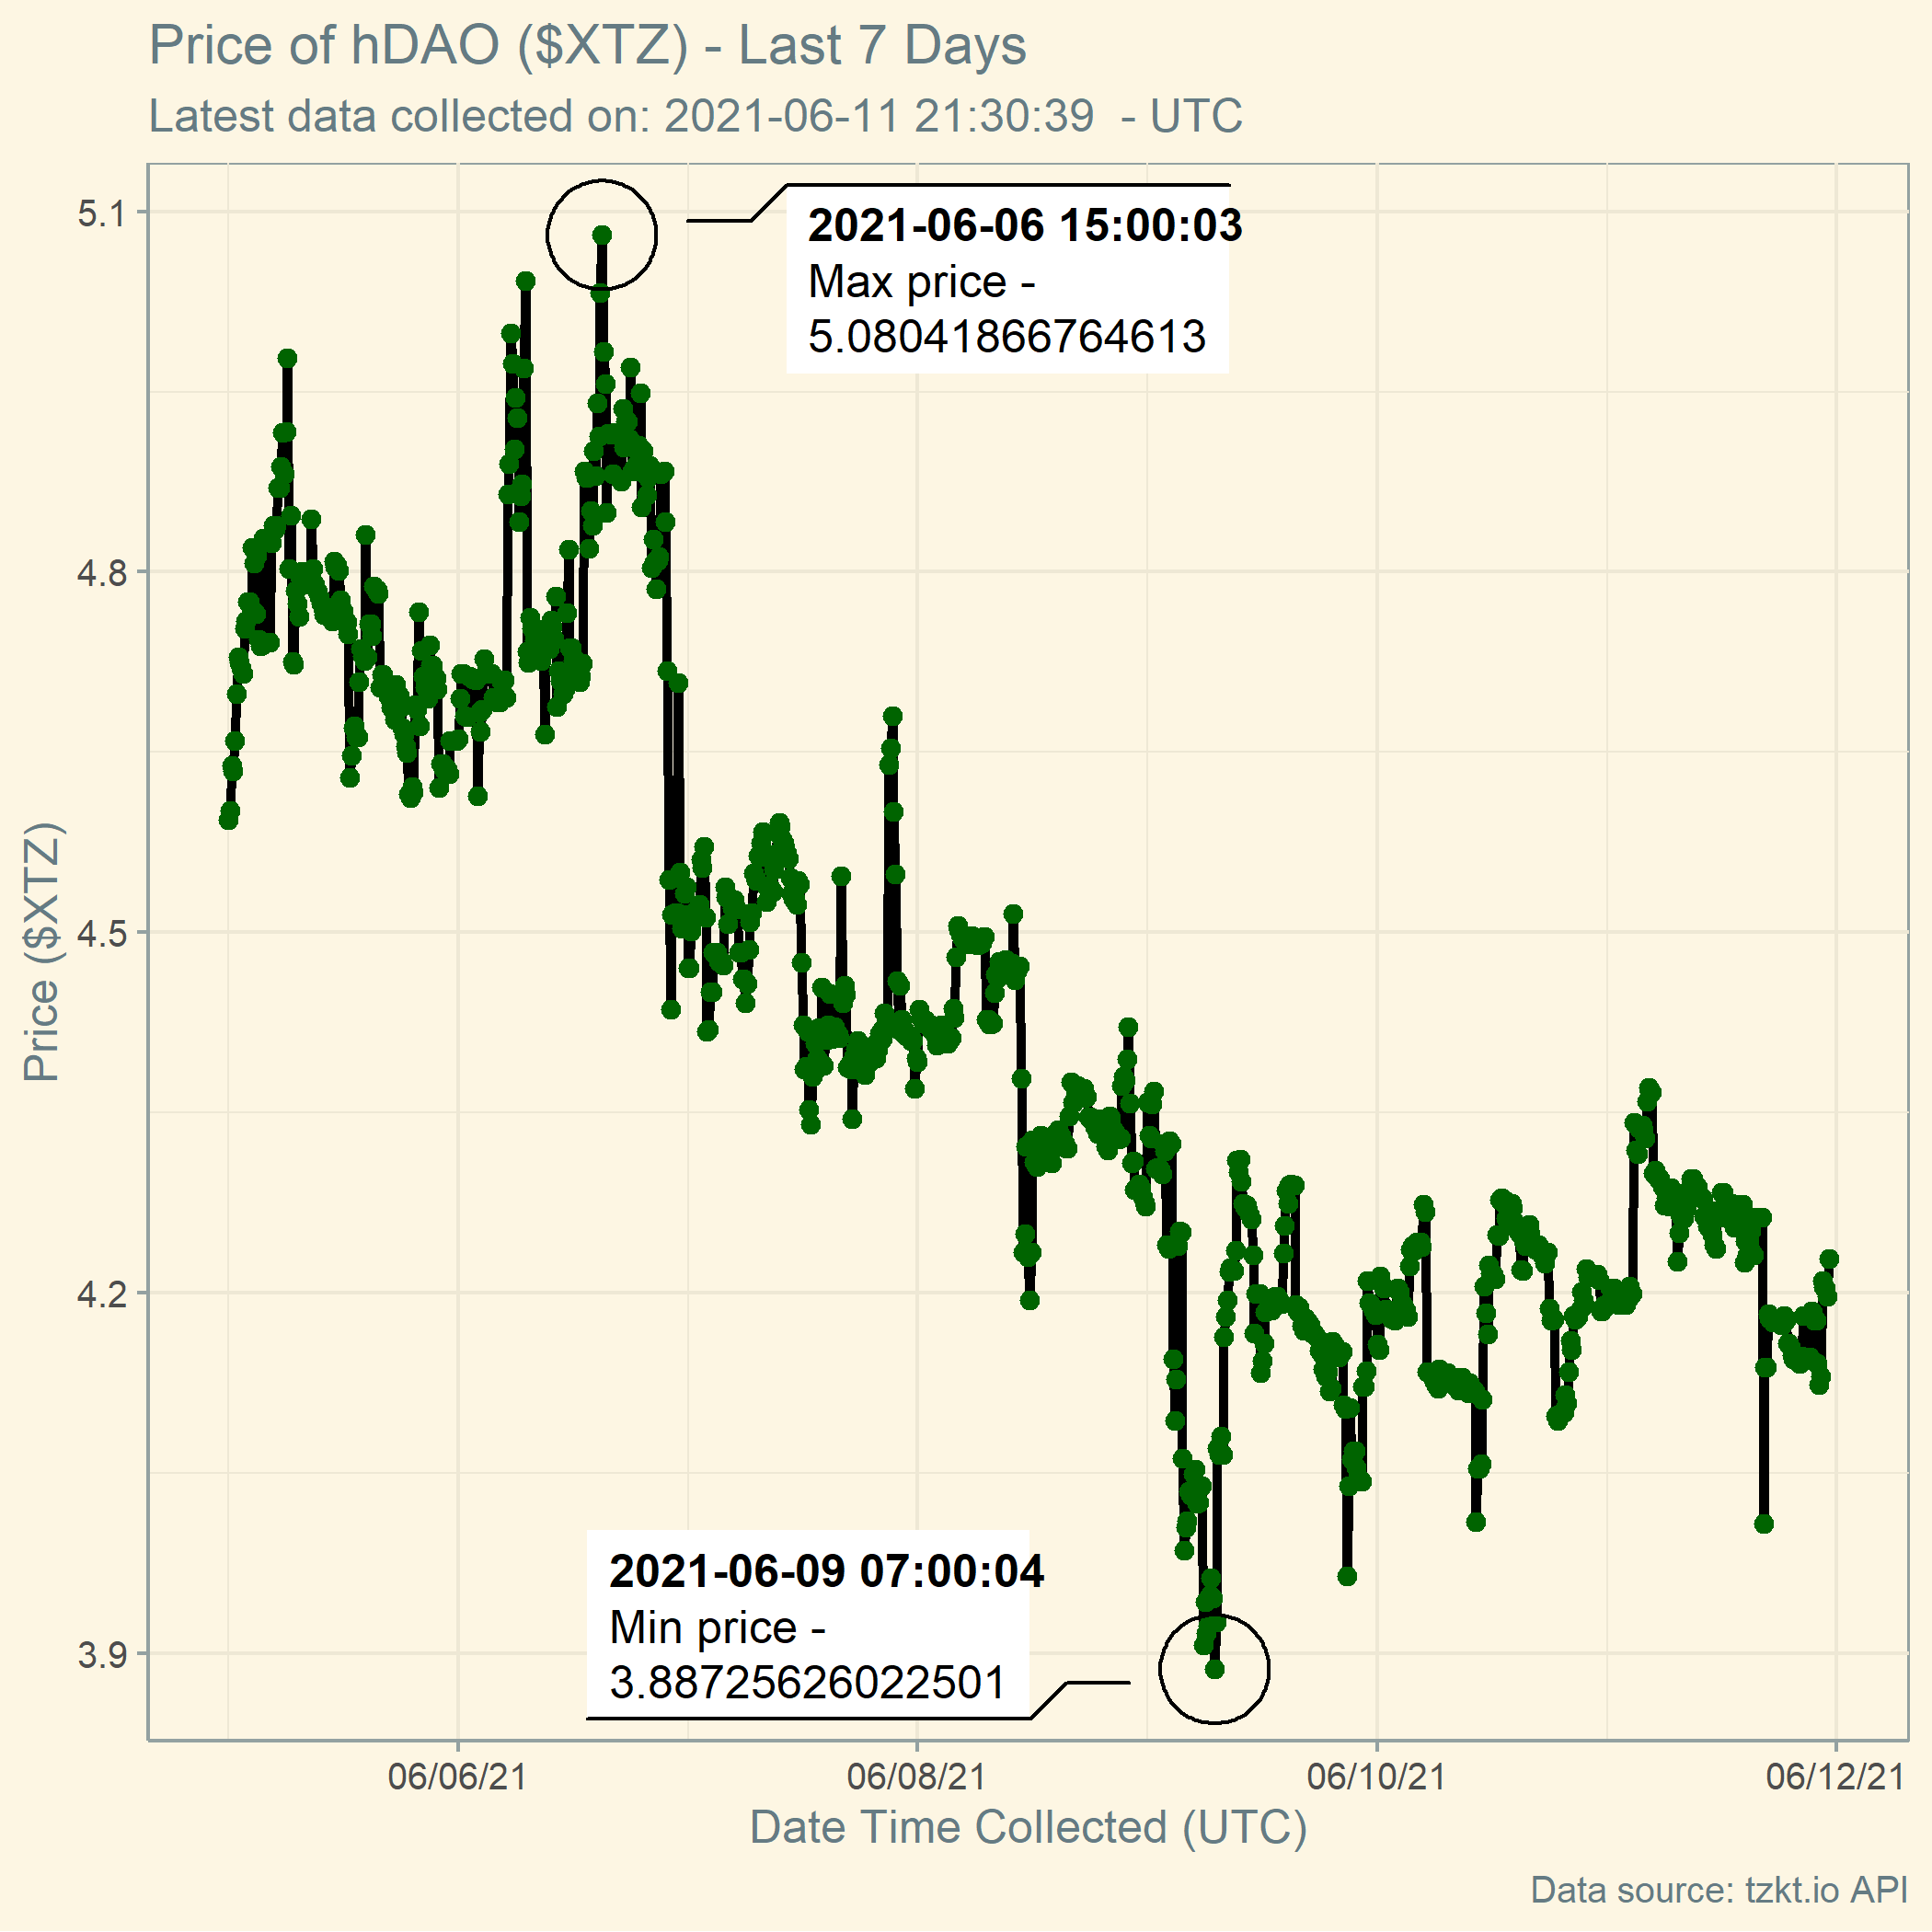 Price of hDAO ($XTZ) - Last 7 Days
Latest data collected on: 2021-06-11 21:30:39  - UTC
2021-06-06 15:00:03
Max price -
5.08041866764613
5.1
4.8
4.5
4.2
3.9
Price ($XTZ)
2021-06-09 07:00:04
Min price -
3.88725626022501
06/06/21
06/08/21
06/10/21
06/12/21
Date Time Collected (UTC)
Data source: tzkt.io API